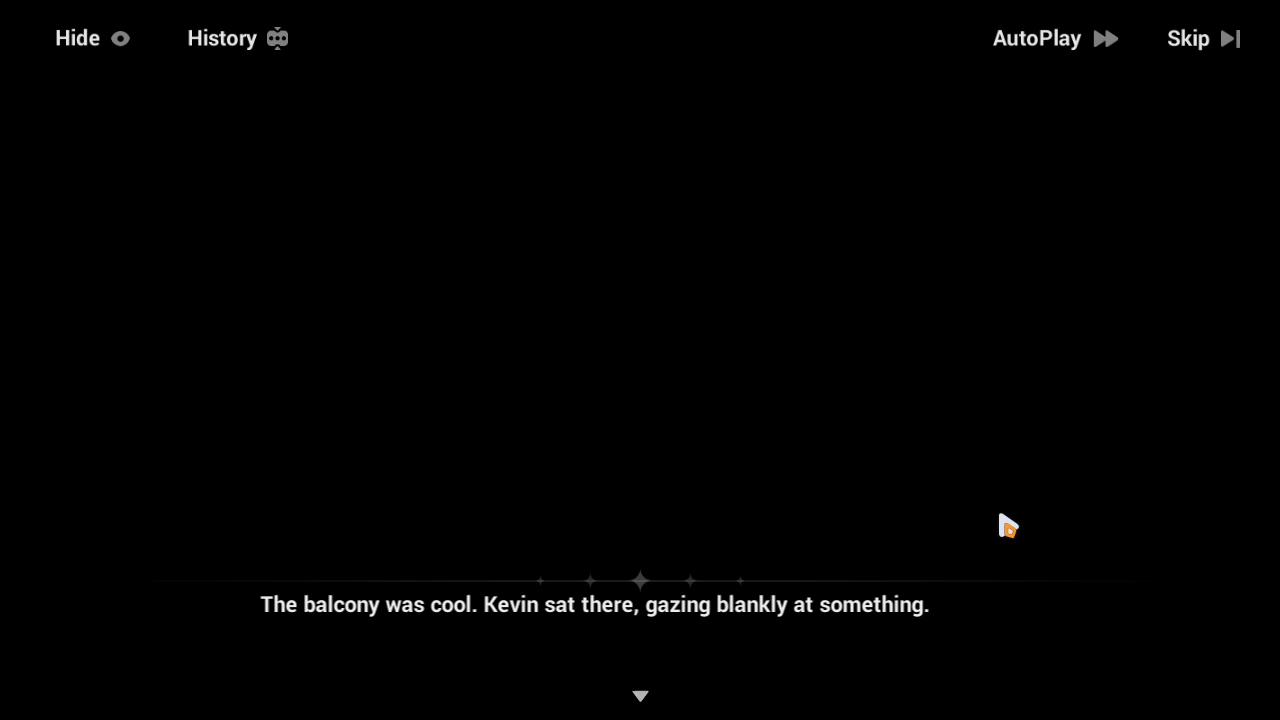 Hide
History
AutoPlay
Skip
The balcony was cool. Kevin sat there, gazing blankly at something.